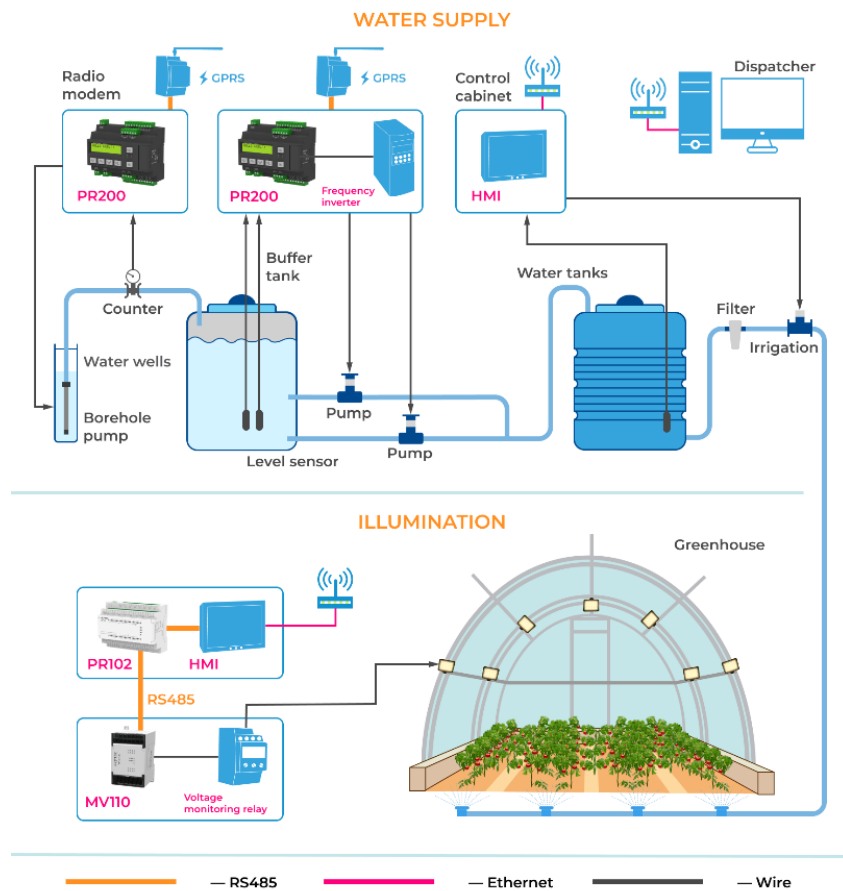 WATER SUPPLY
Radio
modem
GPRS
GPRS
Control
cabinet
Dispatcher
PR200
PR200
Frequency
inverter
HMI
Buffer
tank
Water tanks
Counter
Filter
Irrigation
Water wells
Borehole
pump
Pump
Pump
Level sensor
ILLUMINATION
Greenhouse
PR102
HMI
RS485
MV110
Voltage
monitoring relay
— RS485
— Ethernet
— Wire